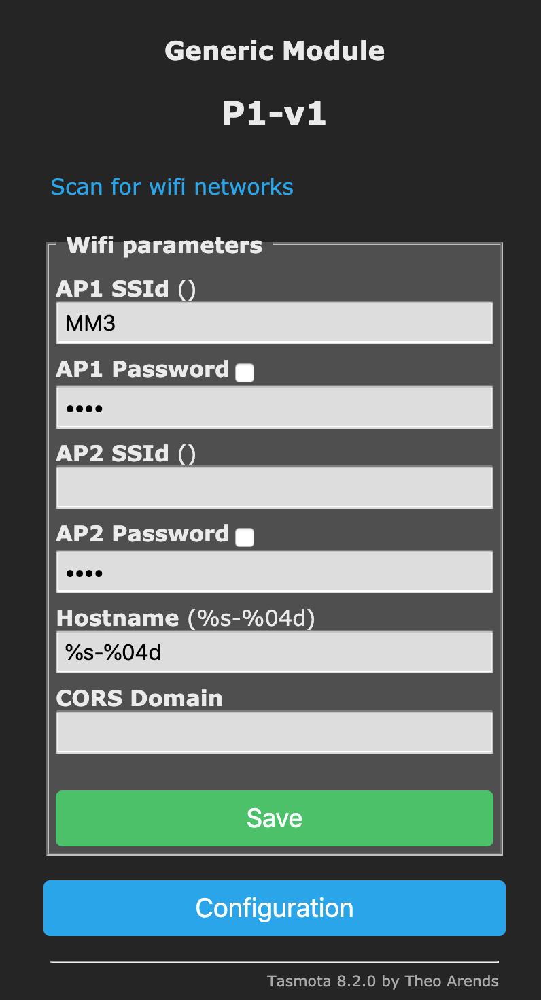 Generic Module
P1-v1
Scan for wifi networks
Wifi parameters
AP1 SSId ()
MM3
AP1 Password
••••
AP2 SSId ()
AP2 Password
••••
Hostname (%s-%04d)
%s-%04d
CORS Domain
Save
Configuration
Tasmota 8.2.0 by Theo Arends